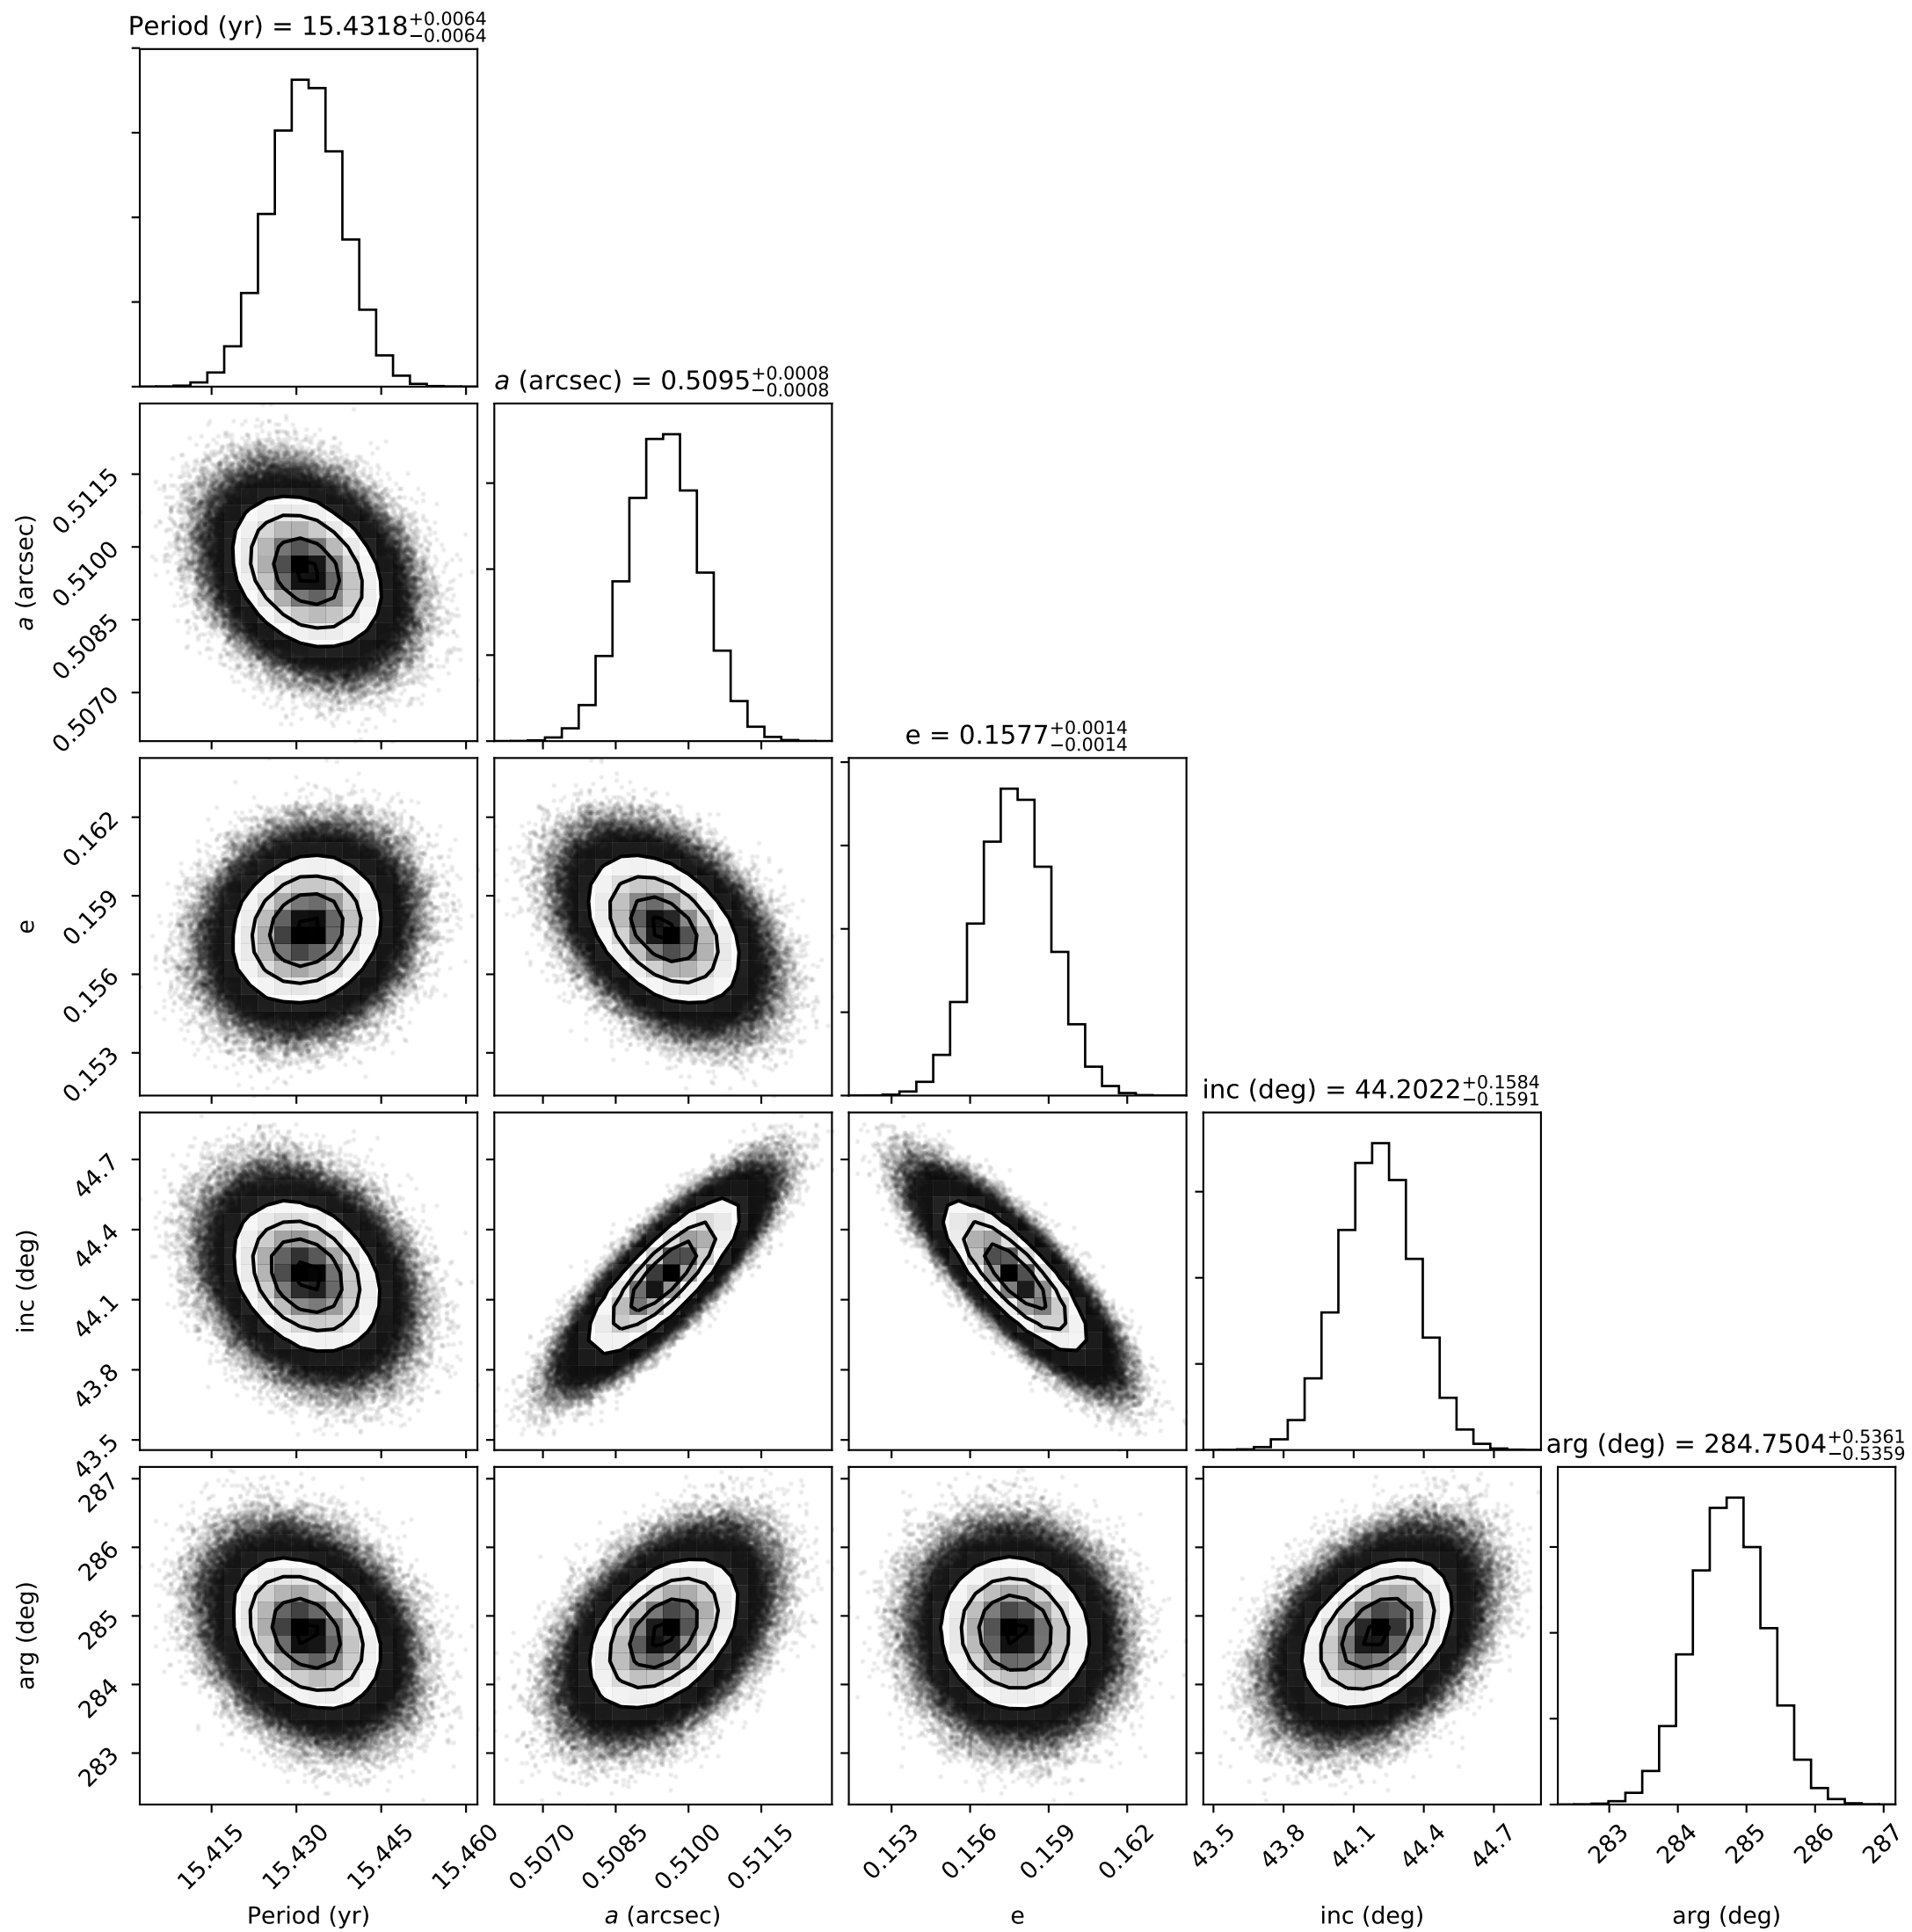 Period (yr) = 15.4318 +0.0064 −0.0064
a (arcsec) = 0.5095 +0.0008 −0.0008
0.5115
0.5100
0.5085
0.5070
a (arcsec)
e = 0.1577 +0.0014 −0.0014
0.162
0.159
0.156
0.153
e
inc (deg) = 44.2022 +0.1584 −0.1591
44.7
44.4
44.1
43.8
43.5
inc (deg)
arg (deg) = 284.7504 +0.5361 −0.5359
287
286
285
284
283
arg (deg)
15.415 15.430 15.445 15.460 0.5070 0.5085 0.5100 0.5115 0.153 0.156 0.159 0.162 43.5 43.8 44.1 44.4 44.7 283 284 285 286 287
Period (yr) a (arcsec) e inc (deg) arg (deg)